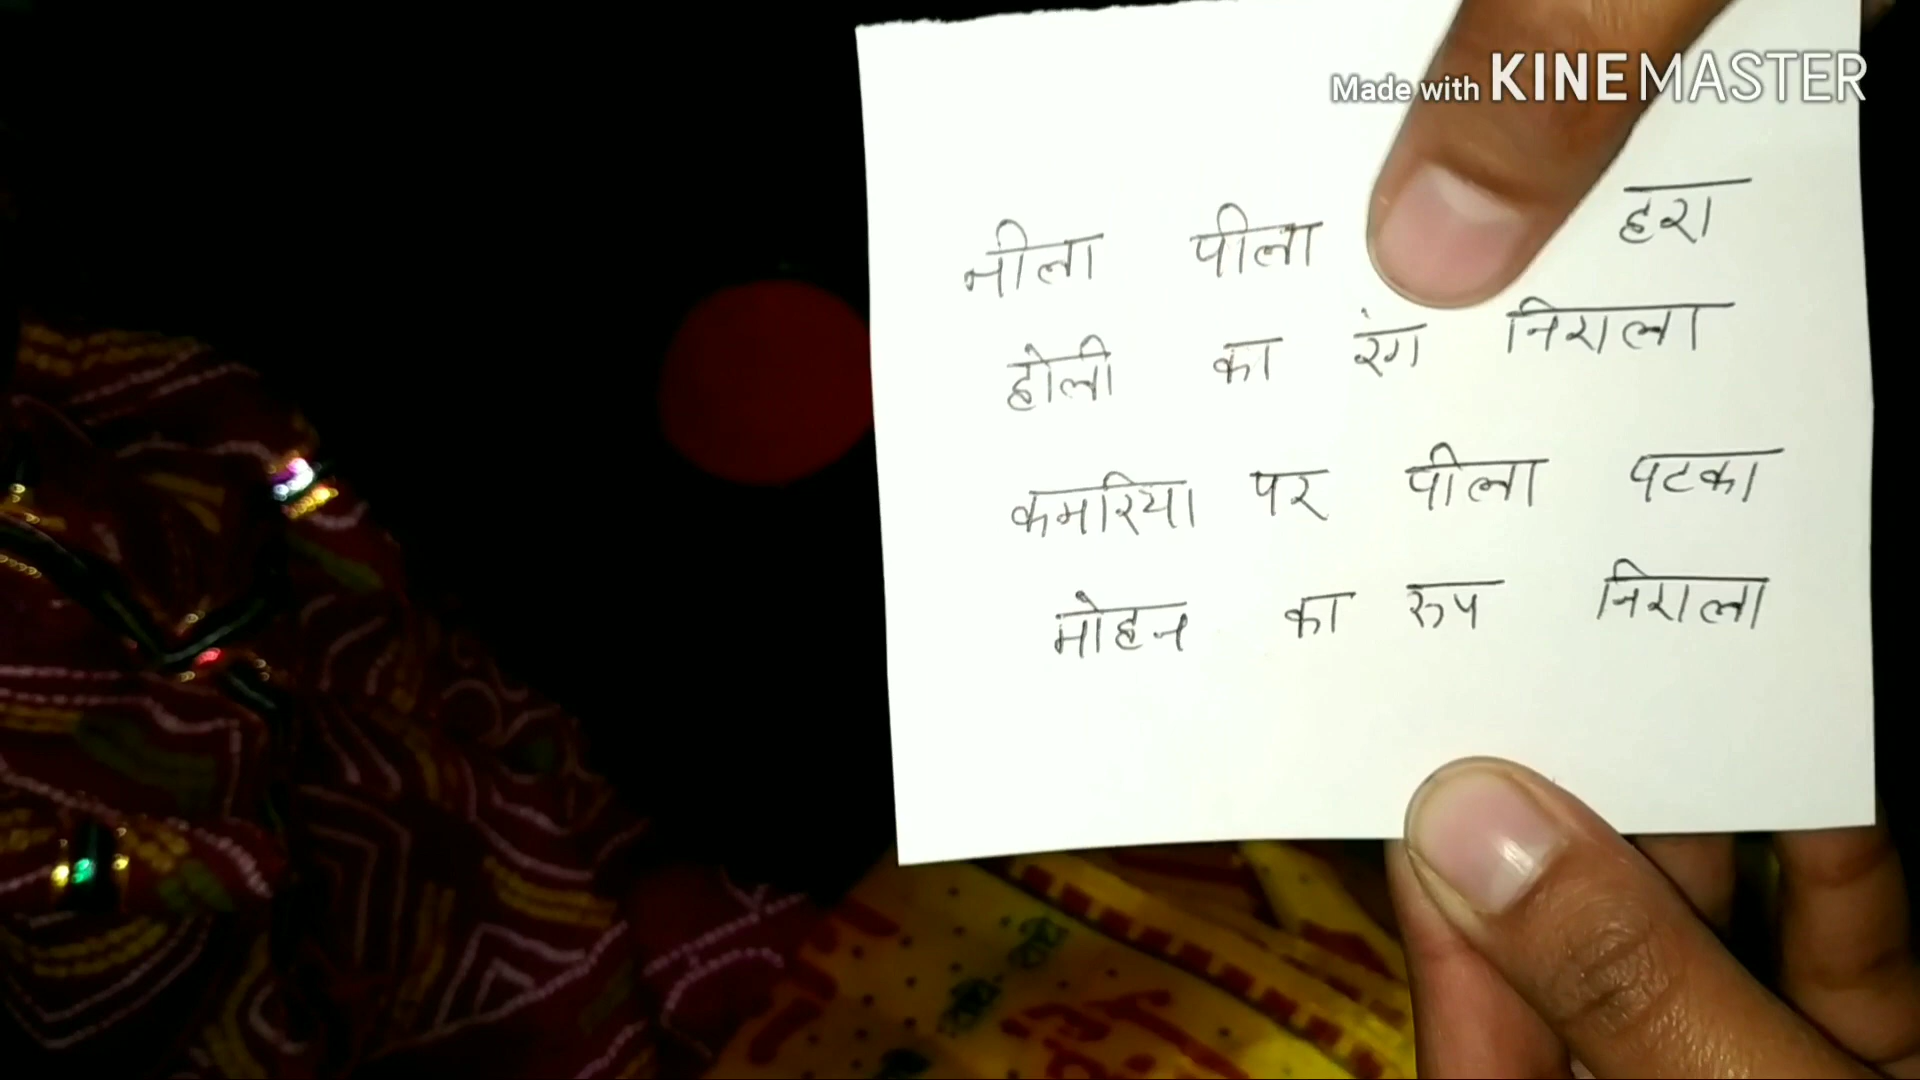 Made with KINEMASTER
नीला पीला हरा
होली का रंग निराला
कमरिया पर पीला पटका
मोहन का रूप निराला